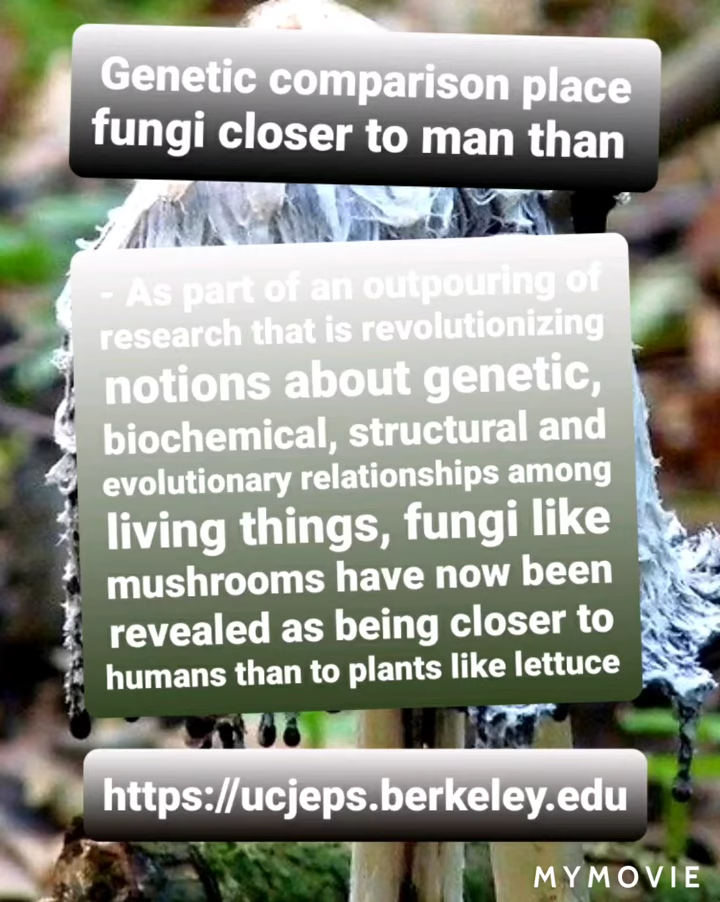 Genetic comparison place
fungi closer to man than
- As part of an outpouring of
research that is revolutionizing
notions about genetic,
biochemical, structural and
evolutionary relationships among
living things, fungi like
mushrooms have now been
revealed as being closer to
humans than to plants like lettuce
https://ucjeps.berkeley.edu
MYMOVIE